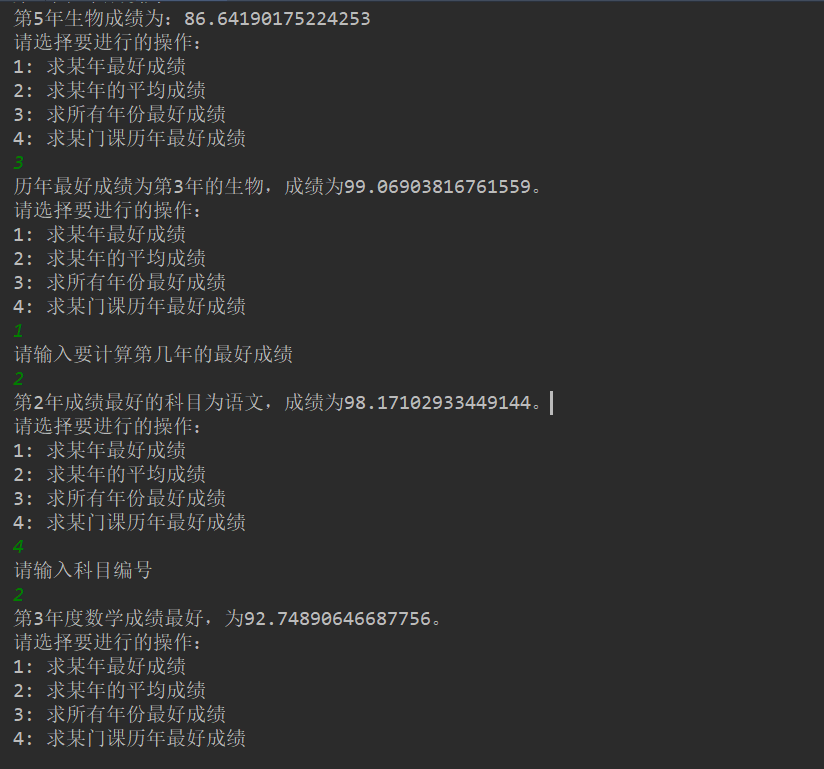 第5年生物成绩为：86.64190175224253
请选择要进行的操作：
1: 求某年最好成绩
2: 求某年的平均成绩
3: 求所有年份最好成绩
4: 求某门课历年最好成绩
3
历年最好成绩为第3年的生物，成绩为99.06903816761559。
请选择要进行的操作：
1: 求某年最好成绩
2: 求某年的平均成绩
3: 求所有年份最好成绩
4: 求某门课历年最好成绩
1
请输入要计算第几年的最好成绩
2
第2年成绩最好的科目为语文，成绩为98.17102933449144。
请选择要进行的操作：
1: 求某年最好成绩
2: 求某年的平均成绩
3: 求所有年份最好成绩
4: 求某门课历年最好成绩
4
请输入科目编号
2
第3年度数学成绩最好，为92.74890646687756。
请选择要进行的操作：
1: 求某年最好成绩
2: 求某年的平均成绩
3: 求所有年份最好成绩
4: 求某门课历年最好成绩